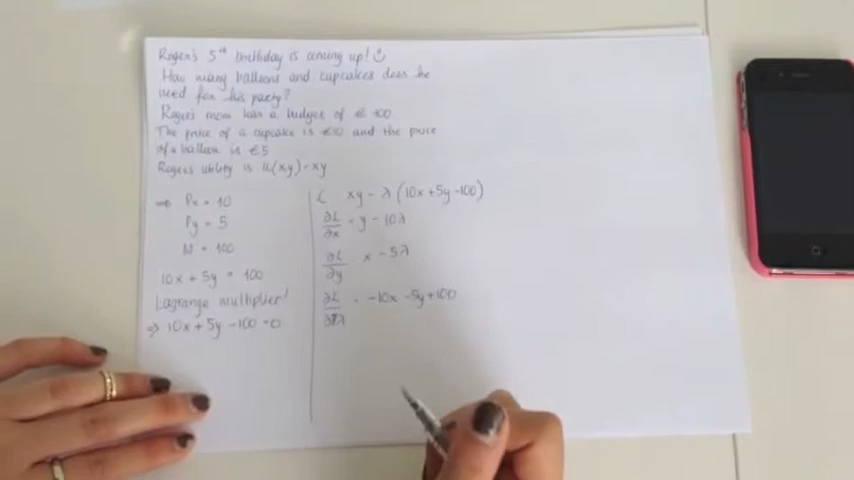 Roger's 5th birthday is coming up! ☺
How many balloons and cupcakes does he
need for his party?
Roger's mom has a budget of € 100
The price of a cupcake is €10 and the price
of a balloon is €5
Rogers utility is u(xy)=xy
⇒ Px = 10
Py = 5
N = 100
10x + 5y = 100
Lagrange multiplier!
⇒ 10x + 5y - 100 = 0
L xy - λ (10x + 5y - 100)
∂L/∂x = y - 10λ
∂L/∂y x - 5λ
∂L/∂λ = -10x - 5y + 100